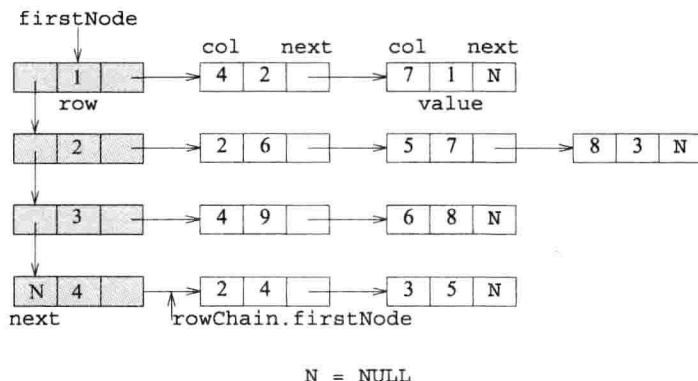 firstNode
col next col next
1 4 2 7 1 N
row value
2 2 6 5 7 8 3 N
3 4 9 6 8 N
N 4 2 4 3 5 N
next rowChain.firstNode
N = NULL